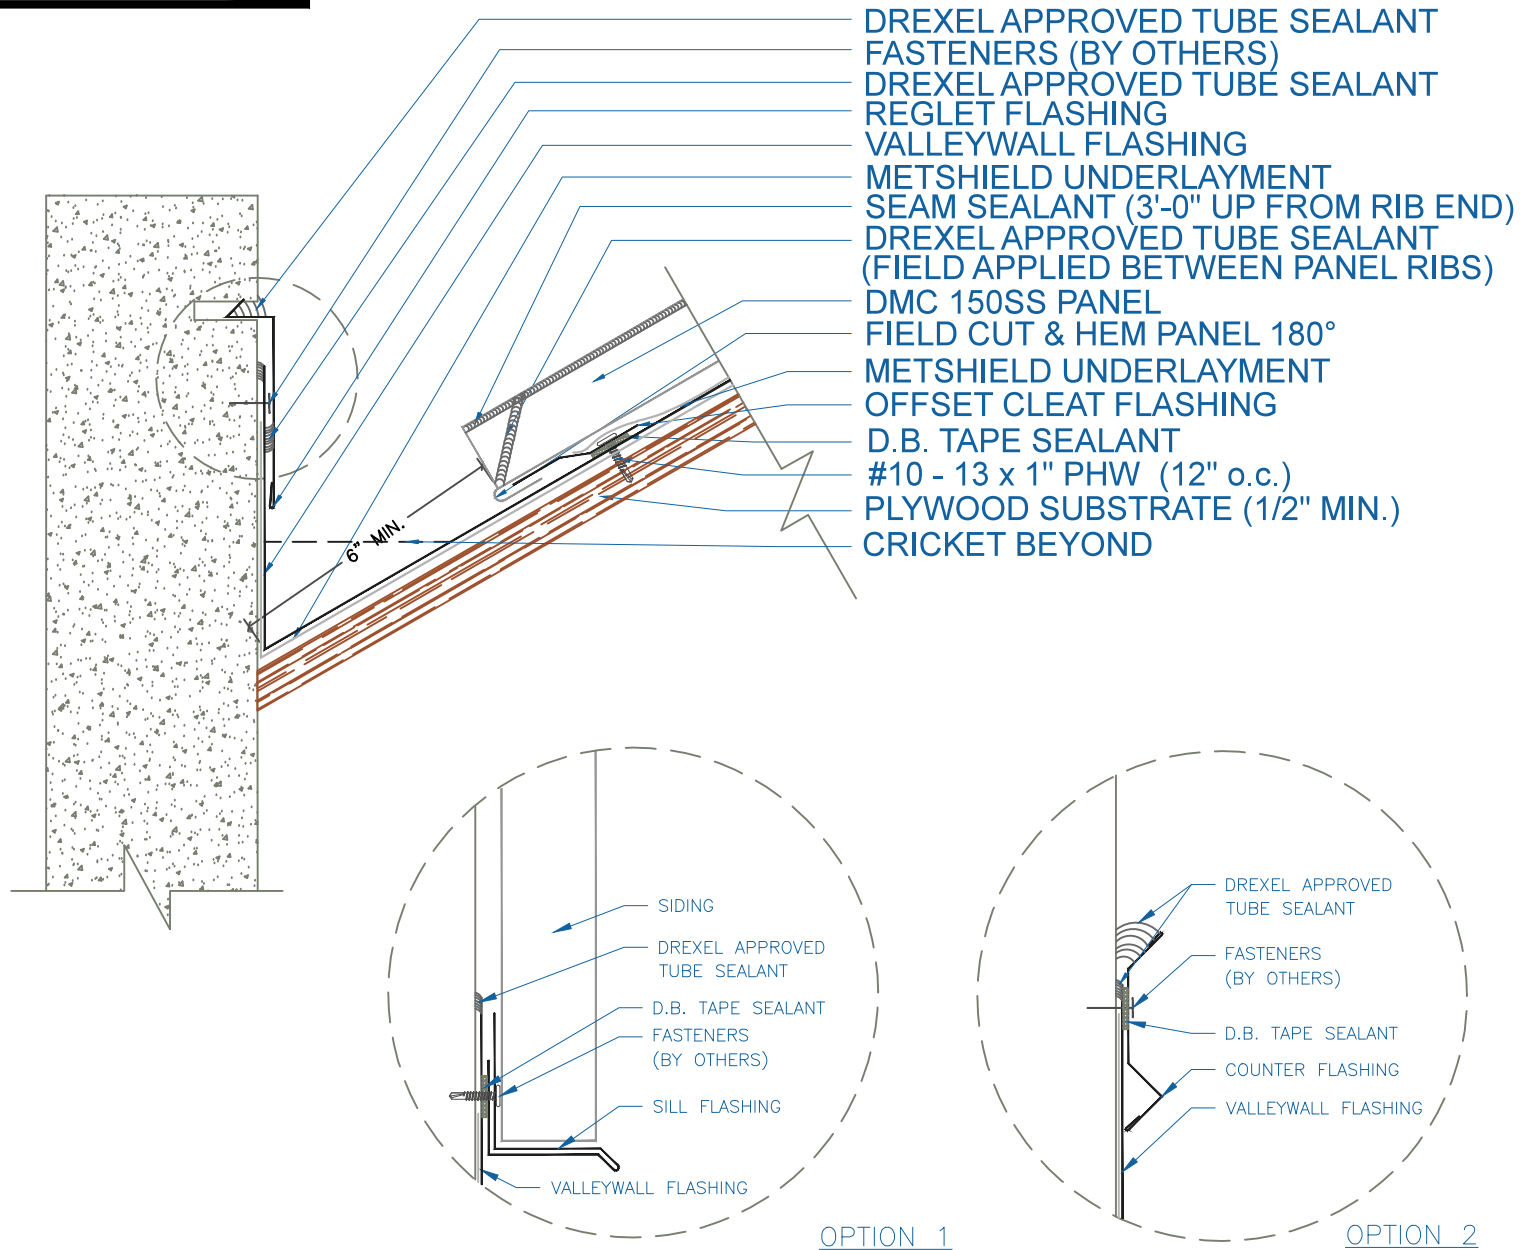 DREXEL APPROVED TUBE SEALANT
FASTENERS (BY OTHERS)
DREXEL APPROVED TUBE SEALANT
REGLET FLASHING
VALLEYWALL FLASHING
METSHIELD UNDERLAYMENT
SEAM SEALANT (3'-0" UP FROM RIB END)
DREXEL APPROVED TUBE SEALANT
(FIELD APPLIED BETWEEN PANEL RIBS)
DMC 150SS PANEL
FIELD CUT & HEM PANEL 180°
METSHIELD UNDERLAYMENT
OFFSET CLEAT FLASHING
D.B. TAPE SEALANT
#10 - 13 x 1" PHW (12" o.c.)
PLYWOOD SUBSTRATE (1/2" MIN.)
CRICKET BEYOND
6" MIN.
SIDING
DREXEL APPROVED
TUBE SEALANT
D.B. TAPE SEALANT
FASTENERS
(BY OTHERS)
SILL FLASHING
VALLEYWALL FLASHING
OPTION 1
DREXEL APPROVED
TUBE SEALANT
FASTENERS
(BY OTHERS)
D.B. TAPE SEALANT
COUNTER FLASHING
VALLEYWALL FLASHING
OPTION 2